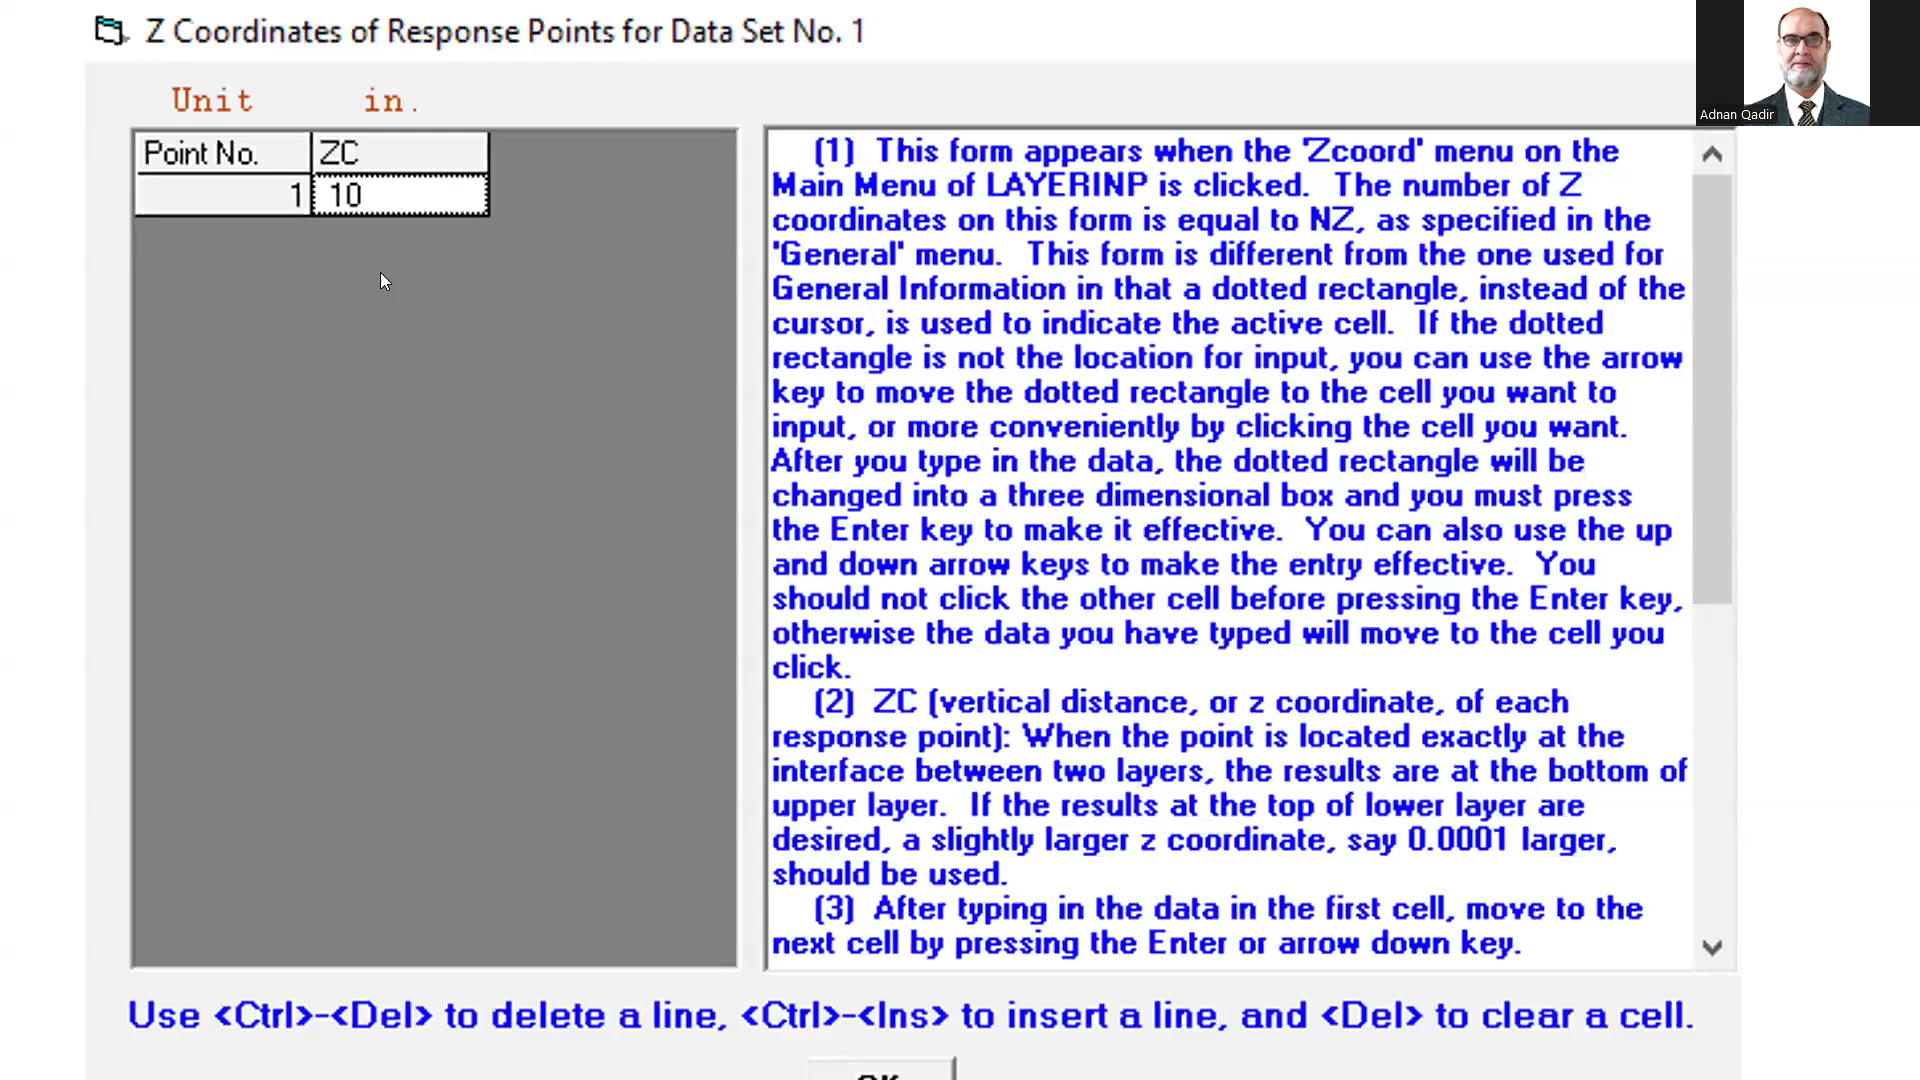 Z Coordinates of Response Points for Data Set No. 1
Adnan Qadir
Unit in.
Point No. ZC
1 10
(1) This form appears when the 'Zcoord' menu on the
Main Menu of LAYERINP is clicked. The number of Z
coordinates on this form is equal to NZ, as specified in the
'General' menu. This form is different from the one used for
General Information in that a dotted rectangle, instead of the
cursor, is used to indicate the active cell. If the dotted
rectangle is not the location for input, you can use the arrow
key to move the dotted rectangle to the cell you want to
input, or more conveniently by clicking the cell you want.
After you type in the data, the dotted rectangle will be
changed into a three dimensional box and you must press
the Enter key to make it effective. You can also use the up
and down arrow keys to make the entry effective. You
should not click the other cell before pressing the Enter key,
otherwise the data you have typed will move to the cell you
click.
(2) ZC (vertical distance, or z coordinate, of each
response point): When the point is located exactly at the
interface between two layers, the results are at the bottom of
upper layer. If the results at the top of lower layer are
desired, a slightly larger z coordinate, say 0.0001 larger,
should be used.
(3) After typing in the data in the first cell, move to the
next cell by pressing the Enter or arrow down key.
Use <Ctrl>-<Del> to delete a line, <Ctrl>-<Ins> to insert a line, and <Del> to clear a cell.
OK